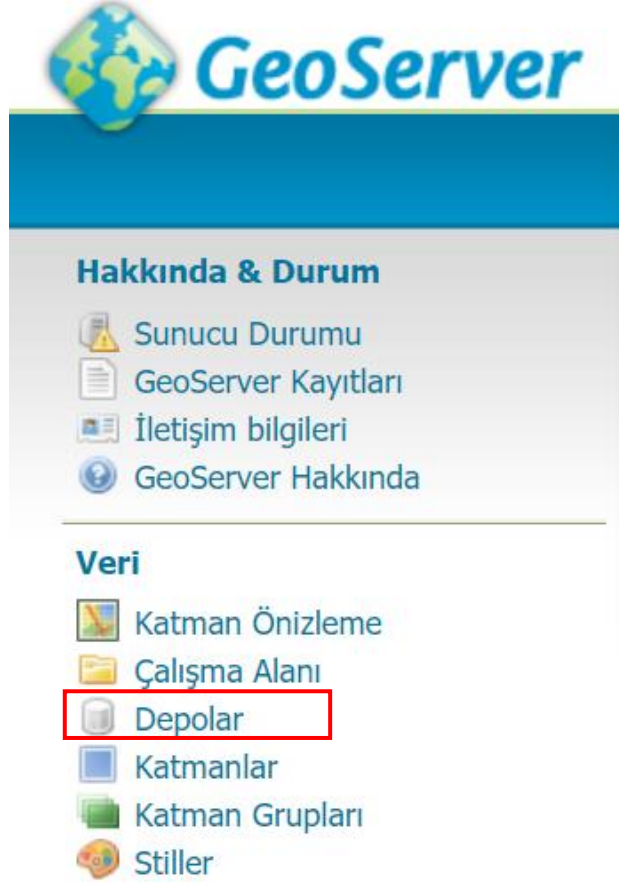 GeoServer
Hakkında & Durum
Sunucu Durumu
GeoServer Kayıtları
İletişim bilgileri
GeoServer Hakkında
Veri
Katman Önizleme
Çalışma Alanı
Depolar
Katmanlar
Katman Grupları
Stiller